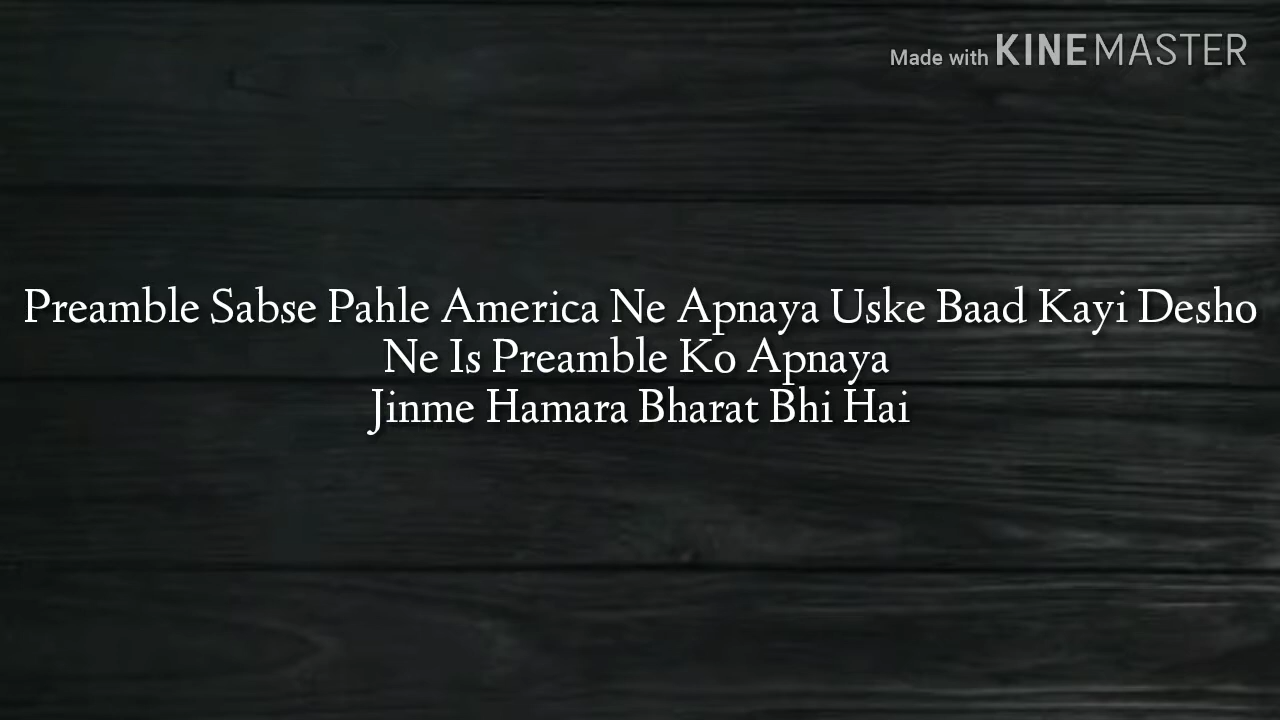 Made with KINEMASTER
Preamble Sabse Pahle America Ne Apnaya Uske Baad Kayi Desho
Ne Is Preamble Ko Apnaya
Jinme Hamara Bharat Bhi Hai